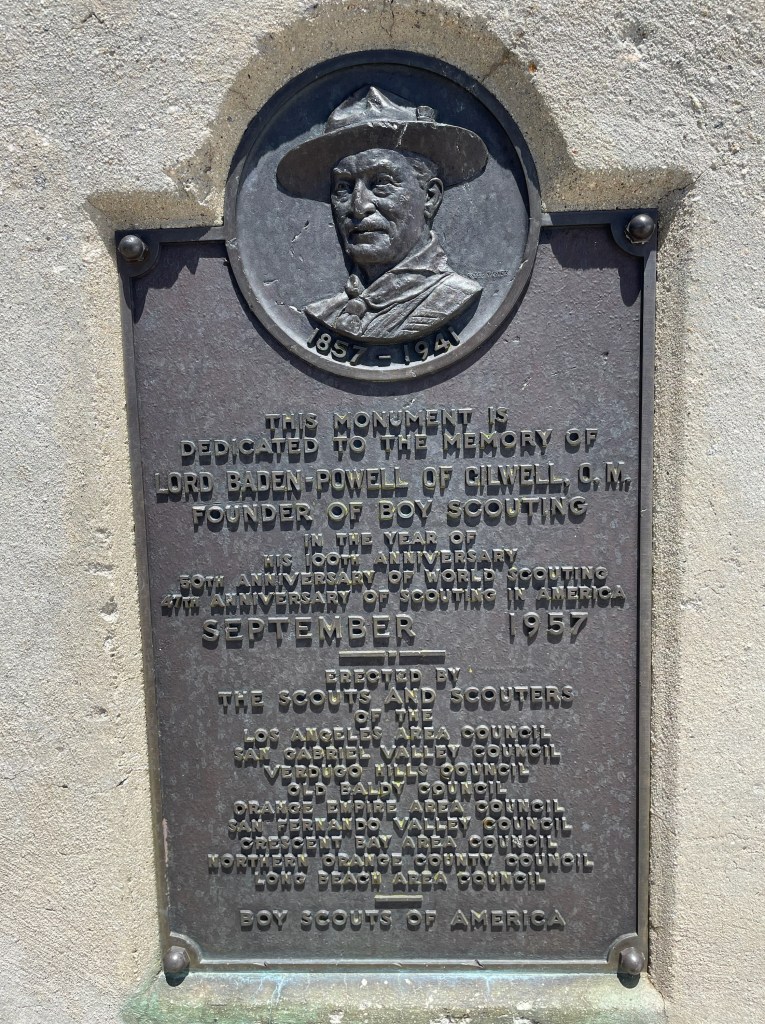 1857 - 1941
THIS MONUMENT IS
DEDICATED TO THE MEMORY OF
LORD BADEN-POWELL OF GILWELL, O. M.
FOUNDER OF BOY SCOUTING
IN THE YEAR OF
HIS 100TH ANNIVERSARY
50TH ANNIVERSARY OF WORLD SCOUTING
47TH ANNIVERSARY OF SCOUTING IN AMERICA
SEPTEMBER 1957
ERECTED BY
THE SCOUTS AND SCOUTERS
OF THE
LOS ANGELES AREA COUNCIL
SAN GABRIEL VALLEY COUNCIL
VERDUGO HILLS COUNCIL
OLD BALDY COUNCIL
ORANGE EMPIRE AREA COUNCIL
SAN FERNANDO VALLEY COUNCIL
CRESCENT BAY AREA COUNCIL
NORTHERN ORANGE COUNTY COUNCIL
LONG BEACH AREA COUNCIL
BOY SCOUTS OF AMERICA